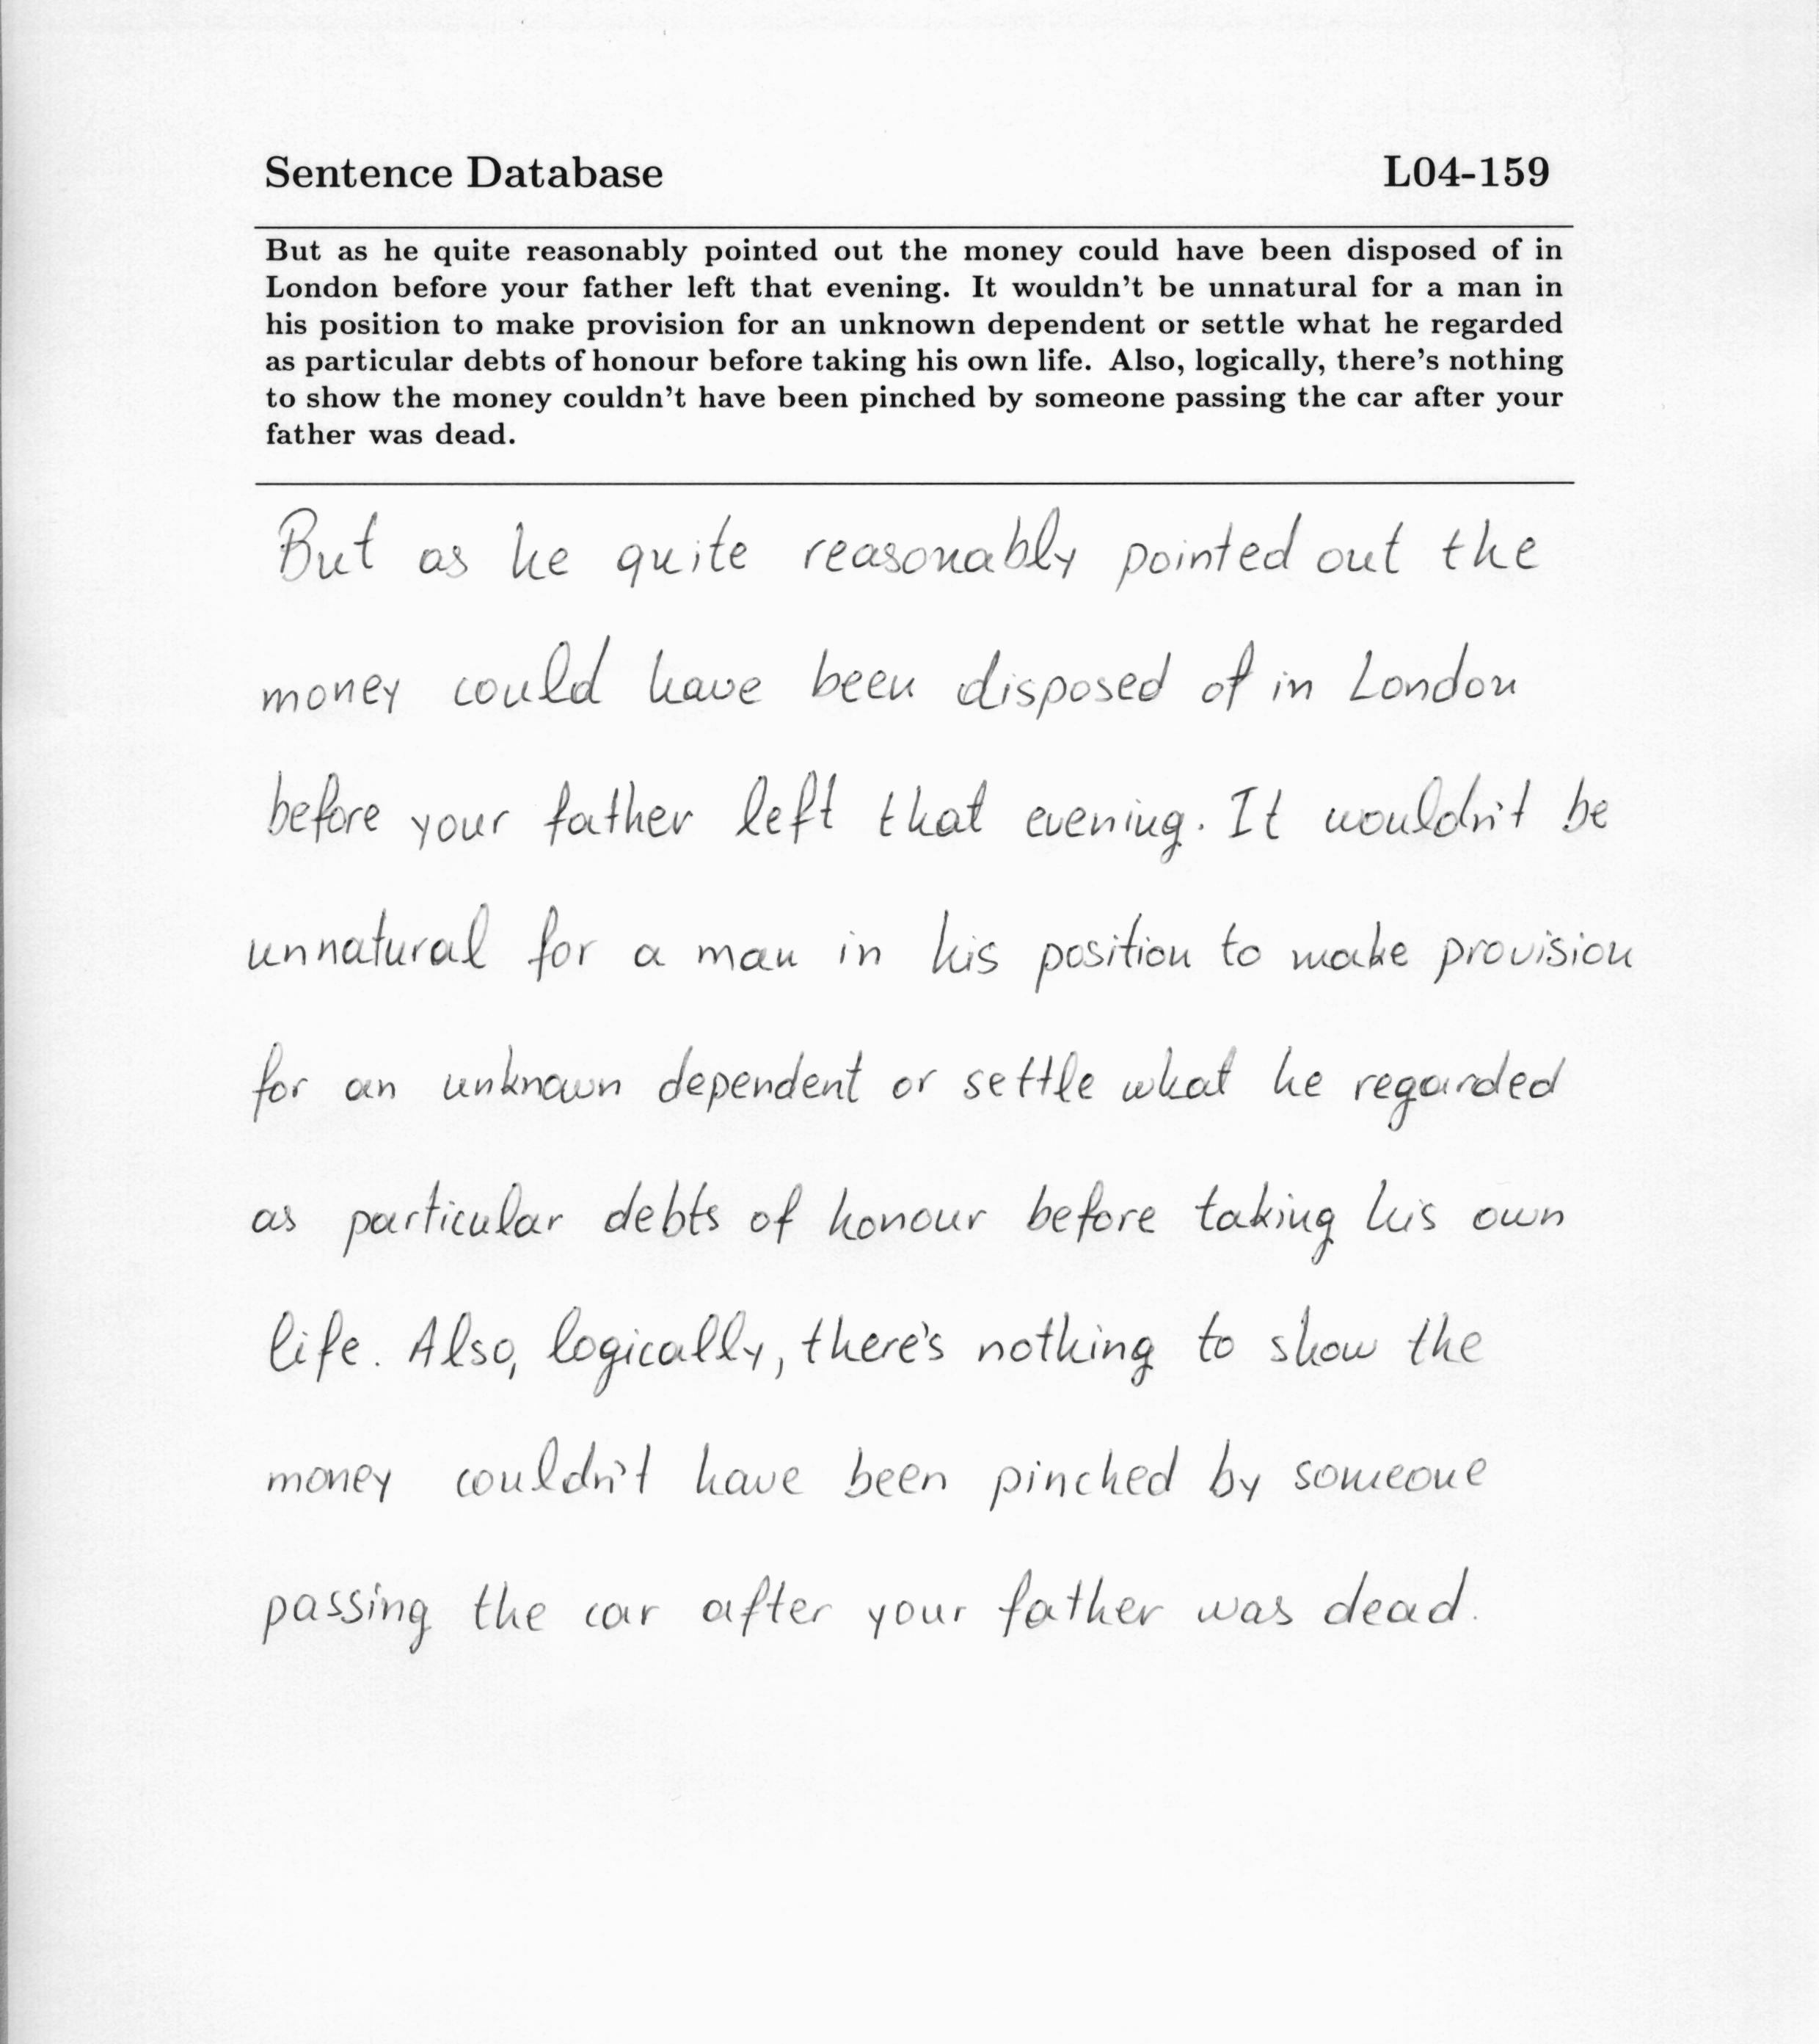 Sentence Database L04-159
But as he quite reasonably pointed out the money could have been disposed of in
London before your father left that evening. It wouldn't be unnatural for a man in
his position to make provision for an unknown dependent or settle what he regarded
as particular debts of honour before taking his own life. Also, logically, there's nothing
to show the money couldn't have been pinched by someone passing the car after your
father was dead.
But as he quite reasonably pointed out the
money could have been disposed of in London
before your father left that evening. It wouldn't be
unnatural for a man in his position to make provision
for an unknown dependent or settle what he regarded
as particular debts of honour before taking his own
life. Also, logically, there's nothing to show the
money couldn't have been pinched by someone
passing the car after your father was dead.